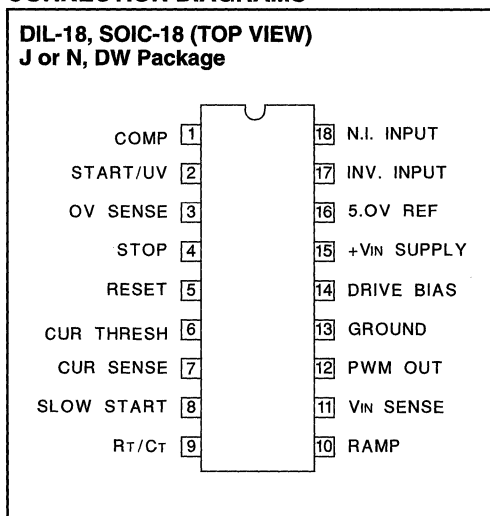 DIL-18, SOIC-18 (TOP VIEW)
J or N, DW Package
COMP 1
START/UV 2
OV SENSE 3
STOP 4
RESET 5
CUR THRESH 6
CUR SENSE 7
SLOW START 8
RT/CT 9
18 N.I. INPUT
17 INV. INPUT
16 5.OV REF
15 +VIN SUPPLY
14 DRIVE BIAS
13 GROUND
12 PWM OUT
11 VIN SENSE
10 RAMP